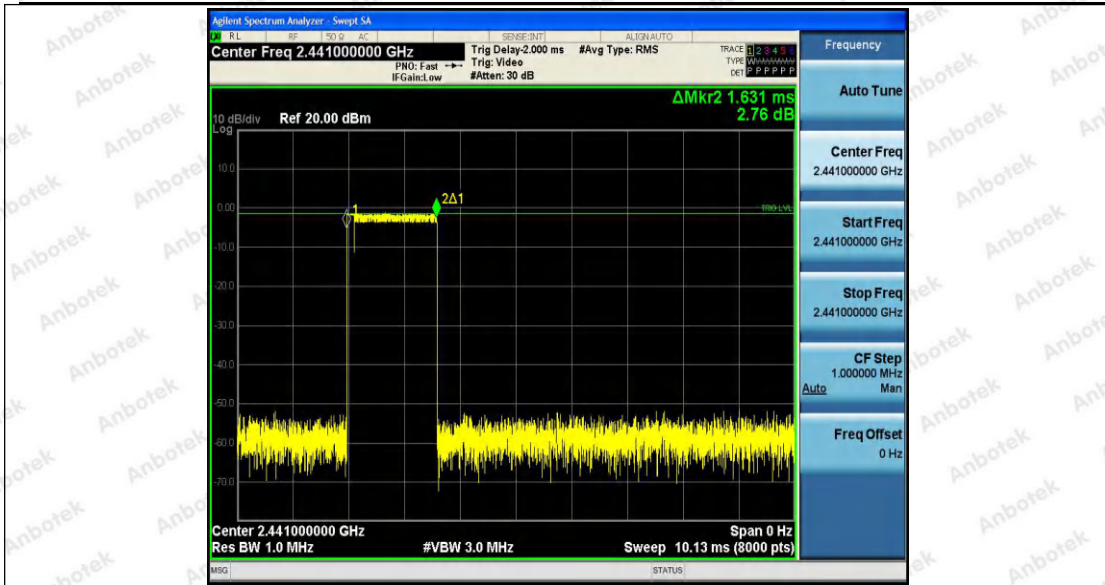 Agilent Spectrum Analyzer - Swept SA
RL RF 50 Ω AC SENSE:INT ALIGNAUTO
Center Freq 2.441000000 GHz
PNO: Fast
IFGain:Low
Trig Delay-2.000 ms
Trig: Video
#Atten: 30 dB
#Avg Type: RMS
TRACE 1 2 3 4 5 6
TYPE
DET P P P P P P
ΔMkr2 1.631 ms
2.76 dB
10 dB/div Ref 20.00 dBm
Log
10.0
0.00
-10.0
-20.0
-30.0
-40.0
-50.0
-60.0
-70.0
1
2Δ1
TRIG LVL
Center 2.441000000 GHz
Span 0 Hz
Res BW 1.0 MHz
#VBW 3.0 MHz
Sweep 10.13 ms (8000 pts)
MSG
STATUS
Frequency
Auto Tune
Center Freq
2.441000000 GHz
Start Freq
2.441000000 GHz
Stop Freq
2.441000000 GHz
CF Step
1.000000 MHz
Auto Man
Freq Offset
0 Hz
Anbotek